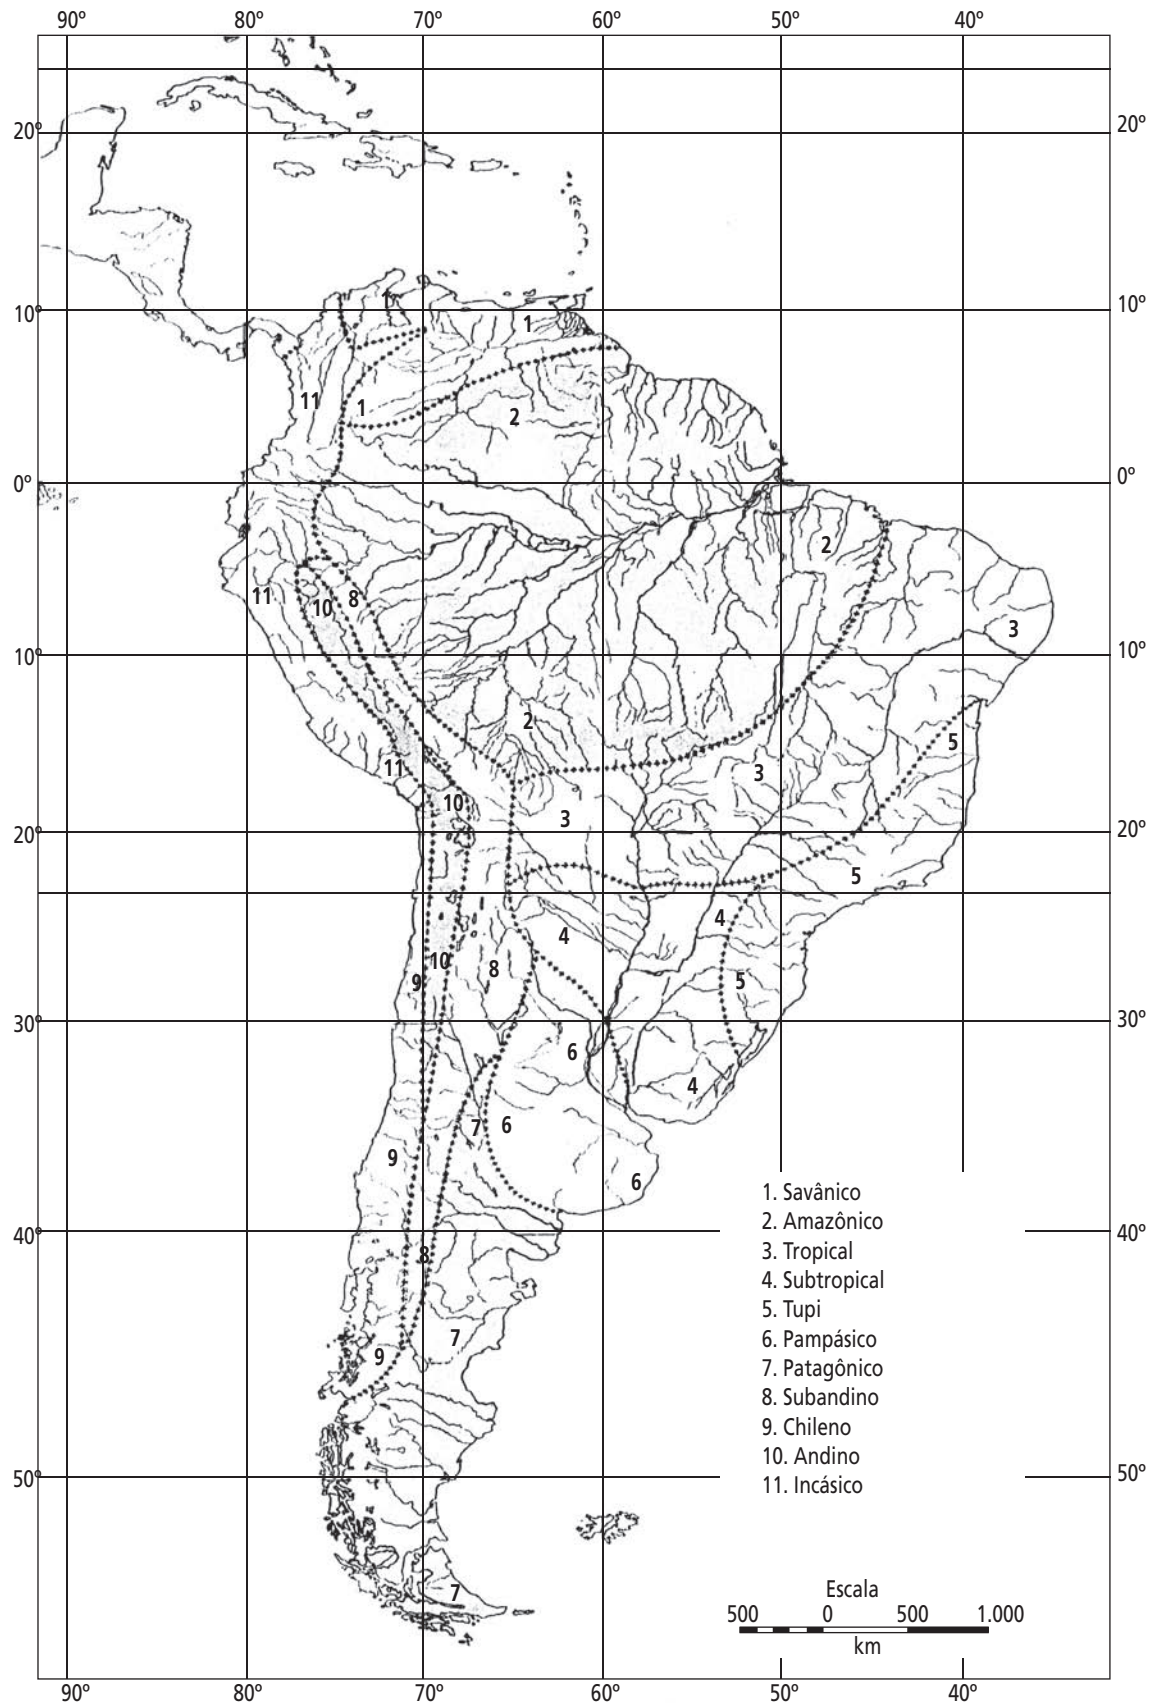 90º 80º 70º 60º 50º 40º
20º 20º
1
10º 10º
1
11 1 2
0º 0º
2
11 10 8
3
10º 10º
2 5
11 3
10 3
20º 20º
5
4
4
10 8
9 5
30º 30º
6
4
7 6
9
6
1. Savânico
2. Amazônico
40º 40º
8 3. Tropical
4. Subtropical
5. Tupi
7 6. Pampásico
9 7. Patagônico
8. Subandino
9. Chileno
10. Andino
50º 50º
11. Incásico
7
Escala
500 0 500 1.000
km
90º 80º 70º 60º 50º 40º